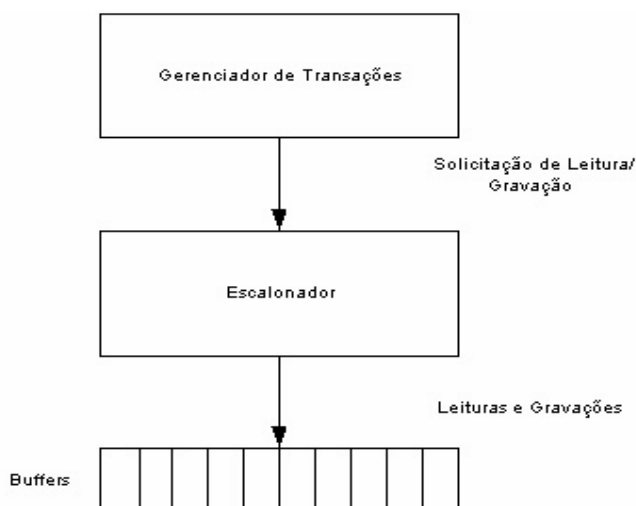 Gerenciador de Transações
Solicitação de Leitura/
Gravação
Escalonador
Leituras e Gravações
Buffers